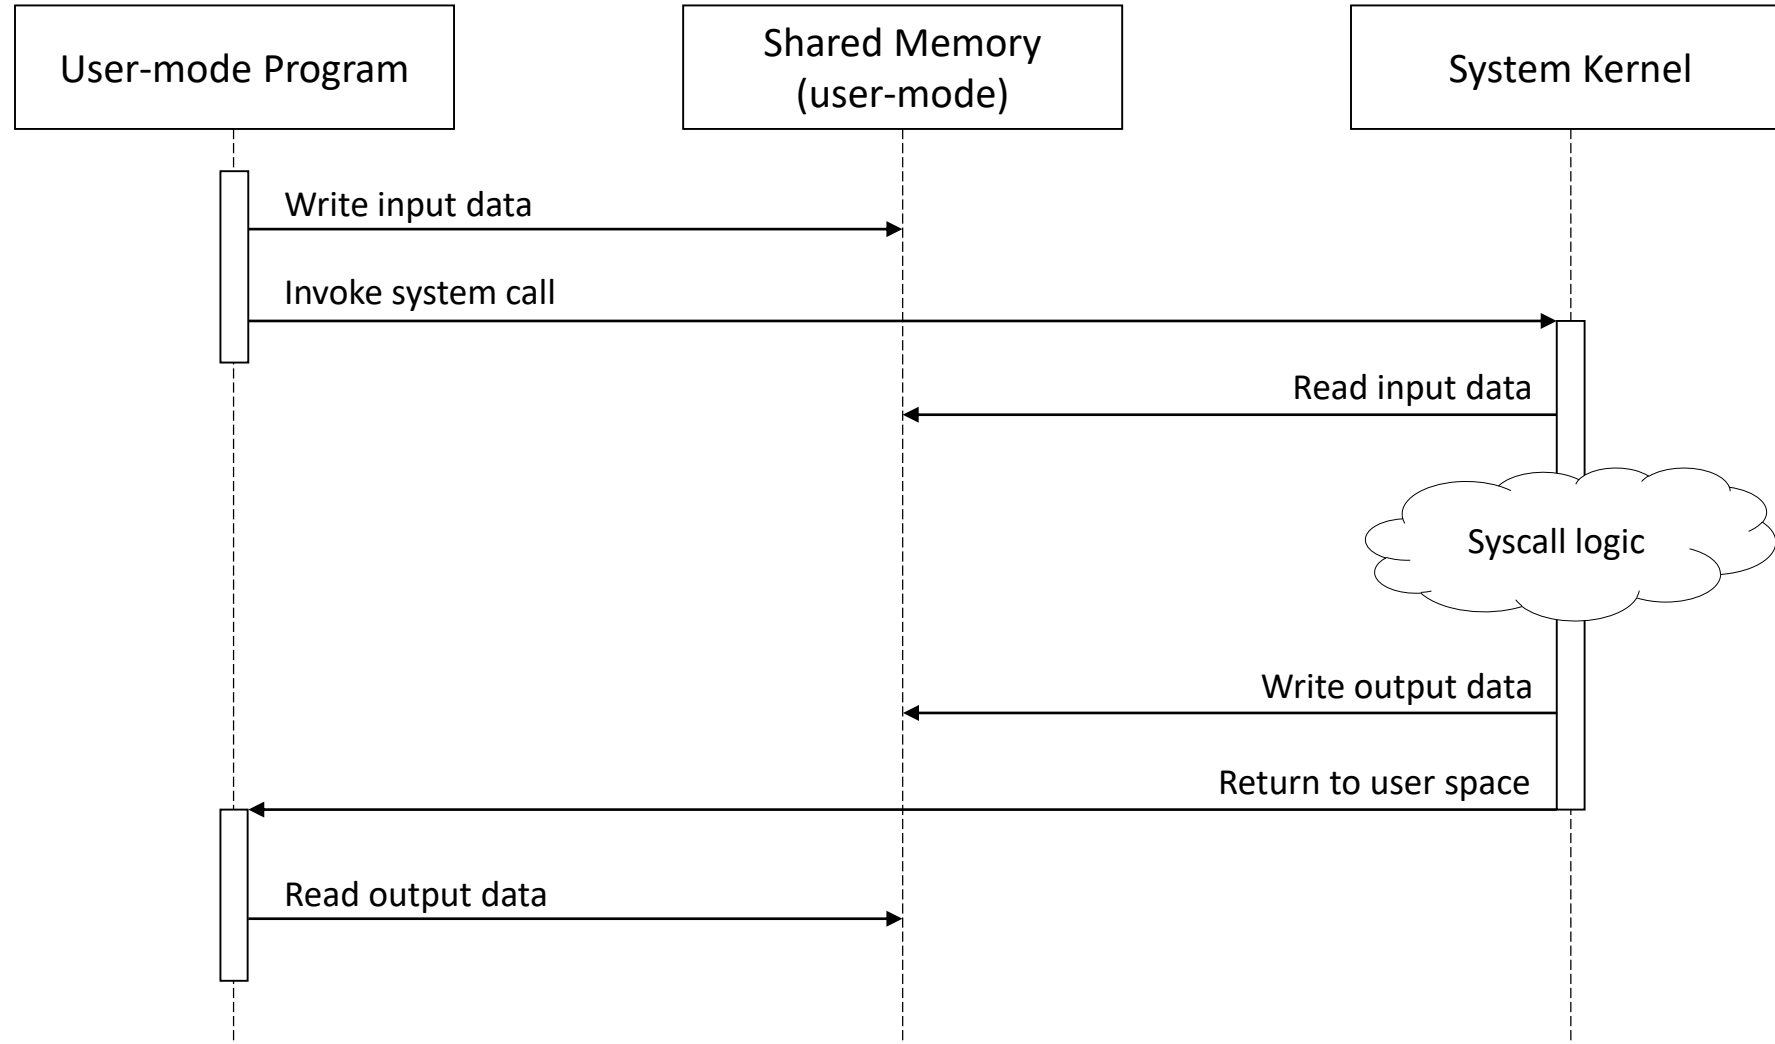 User-mode Program
Shared Memory
(user-mode)
System Kernel
Write input data
Invoke system call
Read input data
Syscall logic
Write output data
Return to user space
Read output data